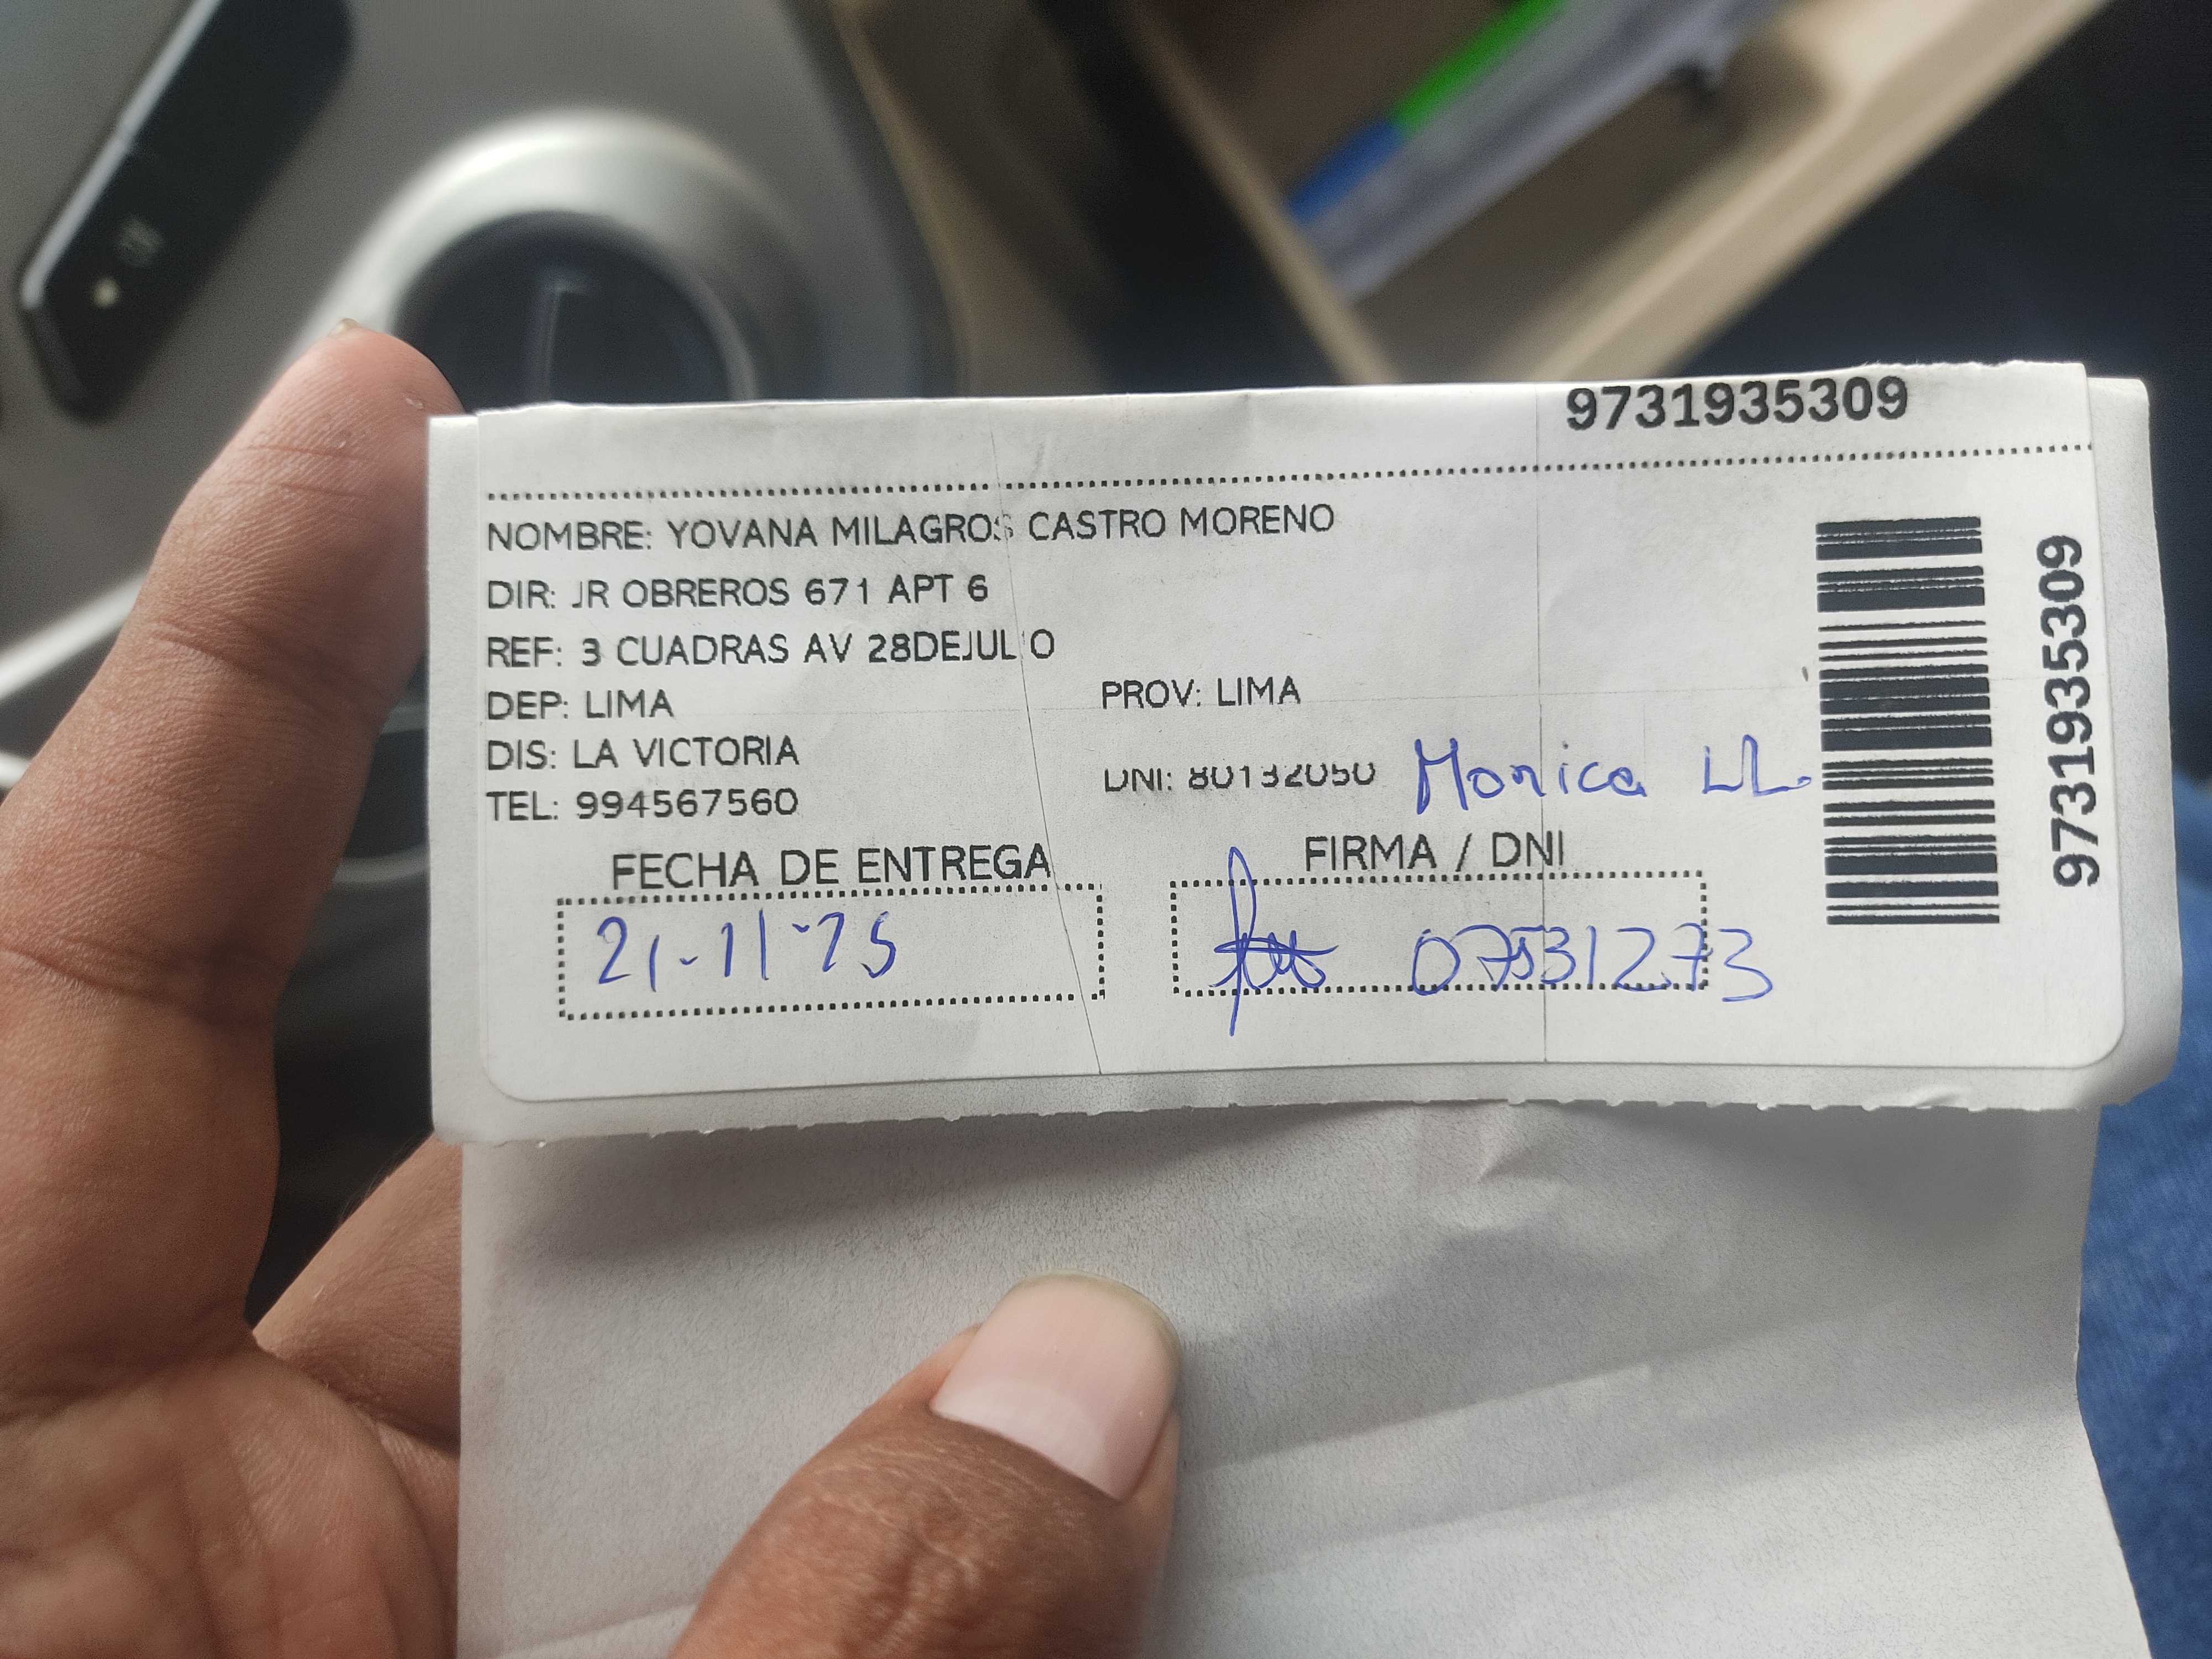 9731935309
NOMBRE: YOVANA MILAGROS CASTRO MORENO
DIR: JR OBREROS 671 APT 6
REF: 3 CUADRAS AV 28DEJULIO
DEP: LIMA
PROV: LIMA
DIS: LA VICTORIA
DNI: 80132050
Monica LL.
TEL: 994567560
FECHA DE ENTREGA
FIRMA / DNI
21-11-25
07531273
9731935309